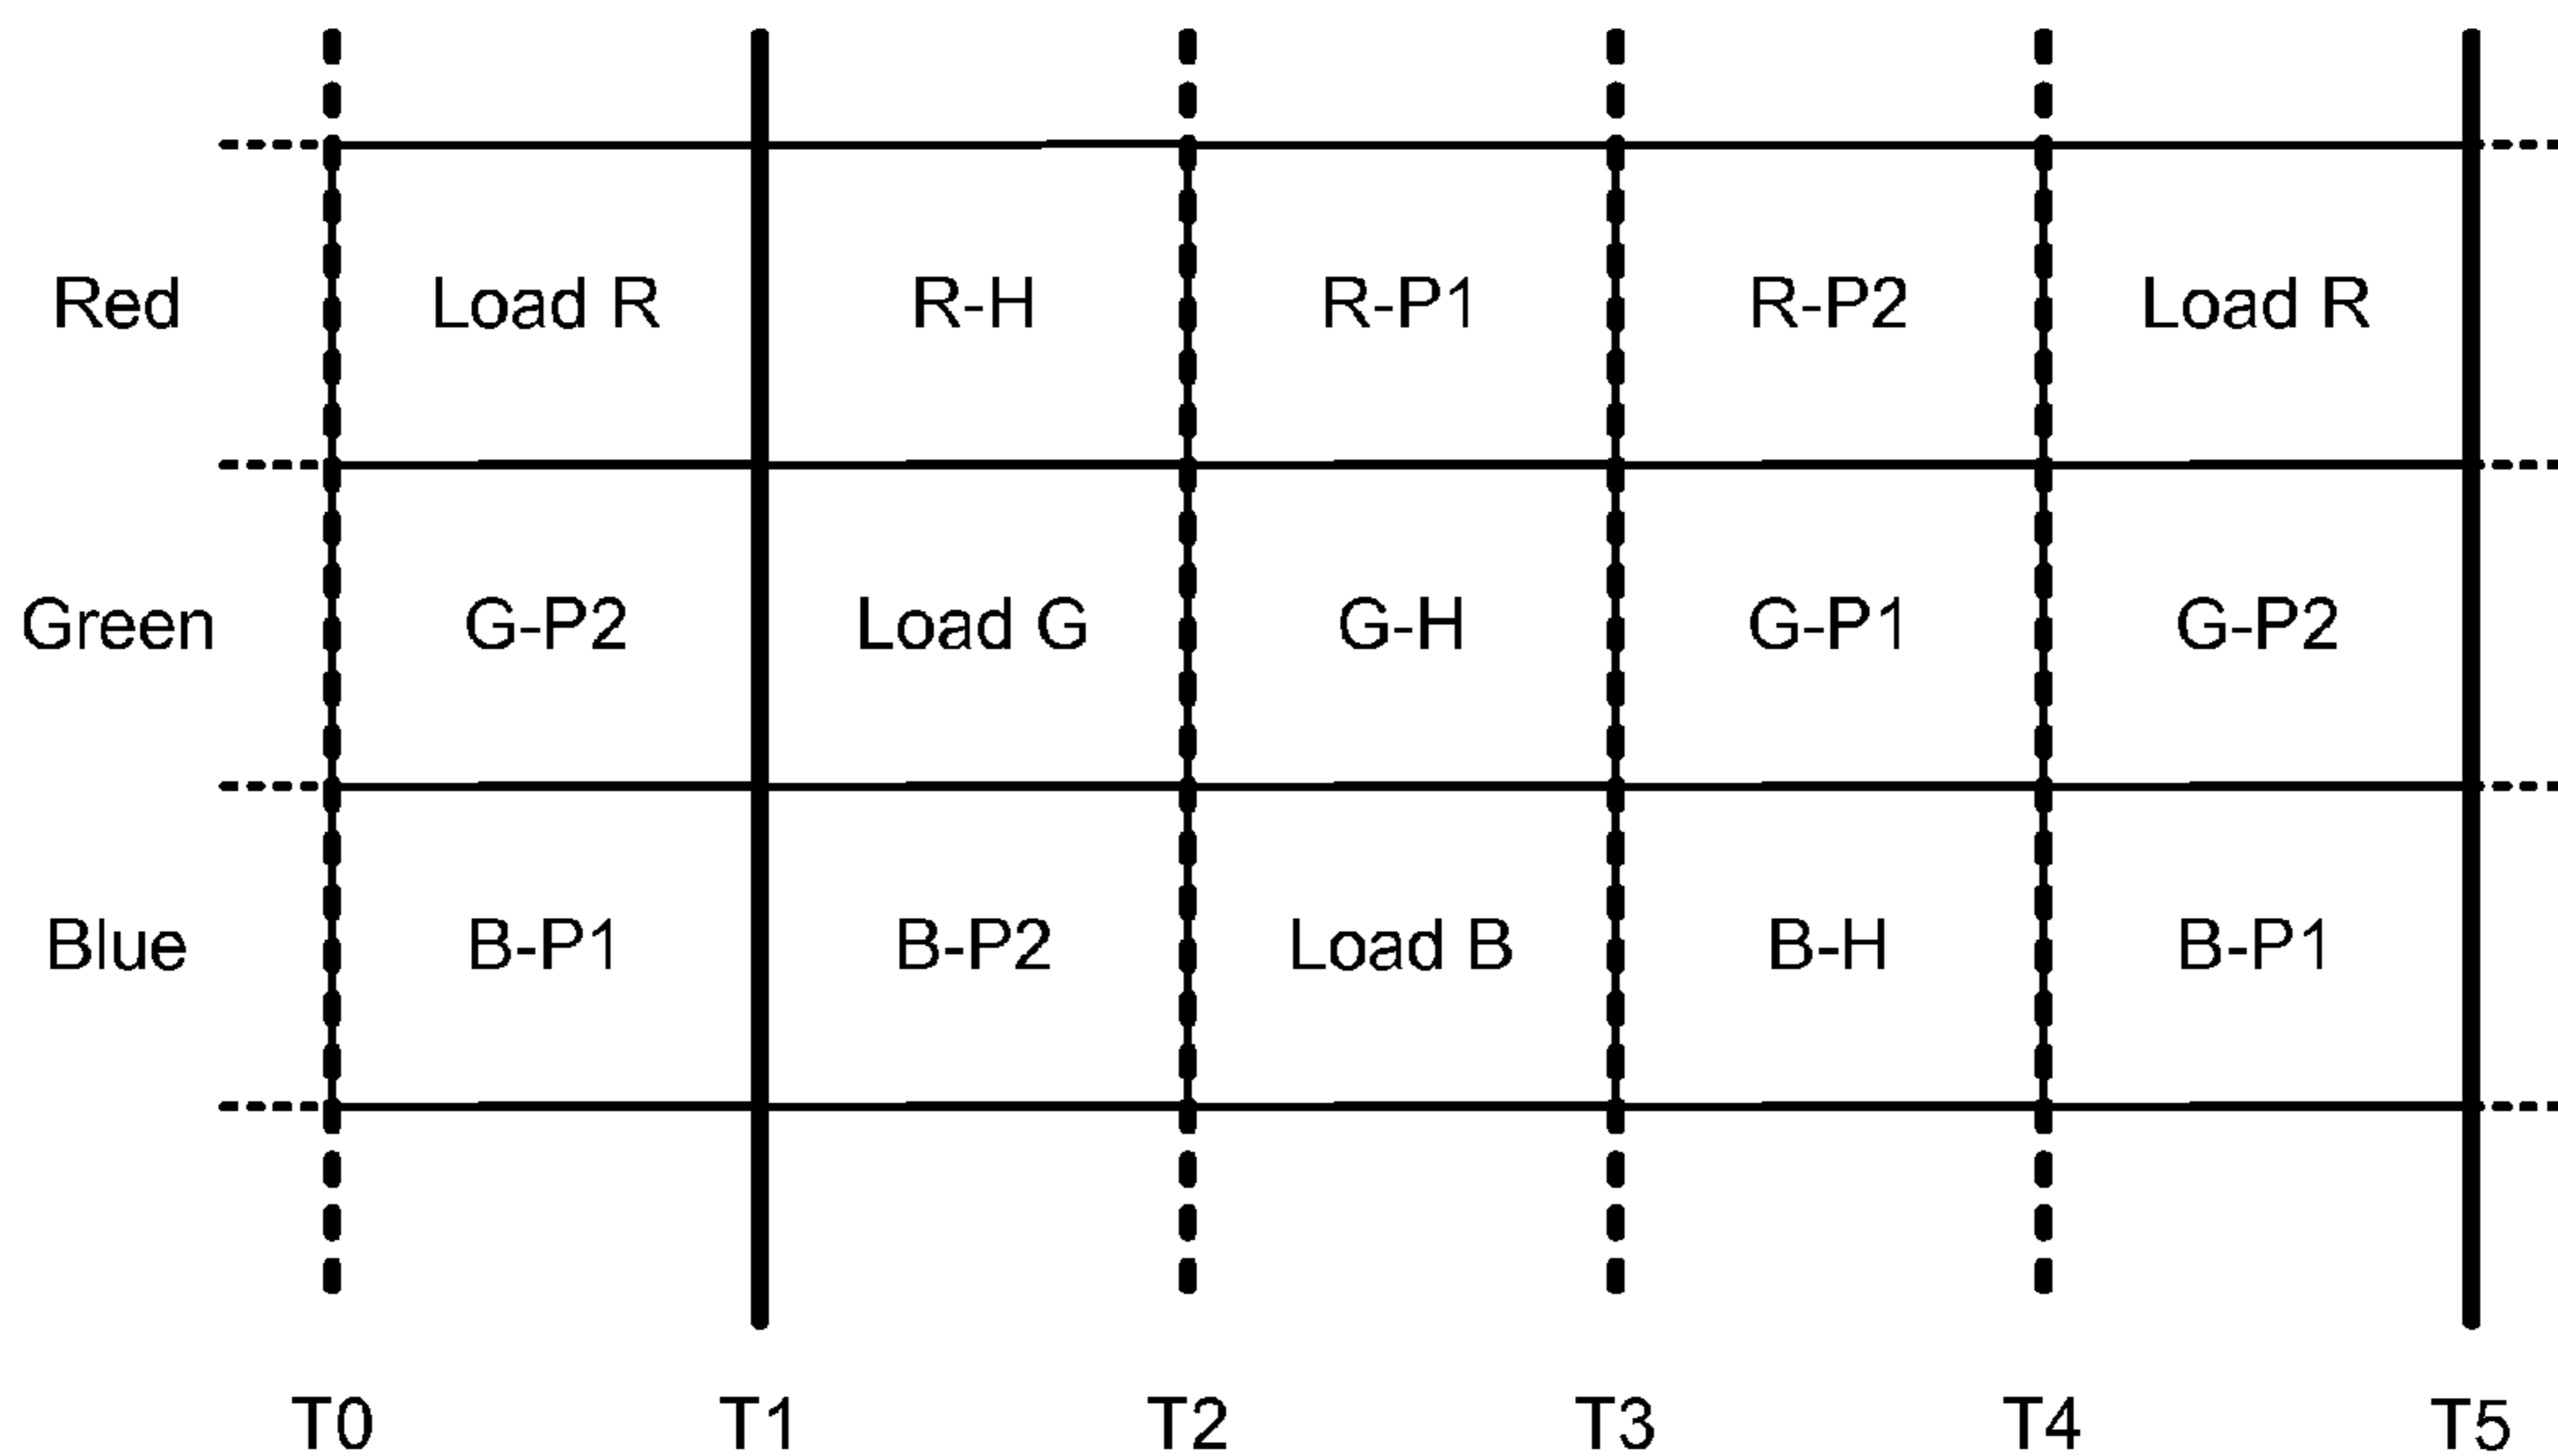 Red Load R R-H R-P1 R-P2 Load R
Green G-P2 Load G G-H G-P1 G-P2
Blue B-P1 B-P2 Load B B-H B-P1
T0 T1 T2 T3 T4 T5